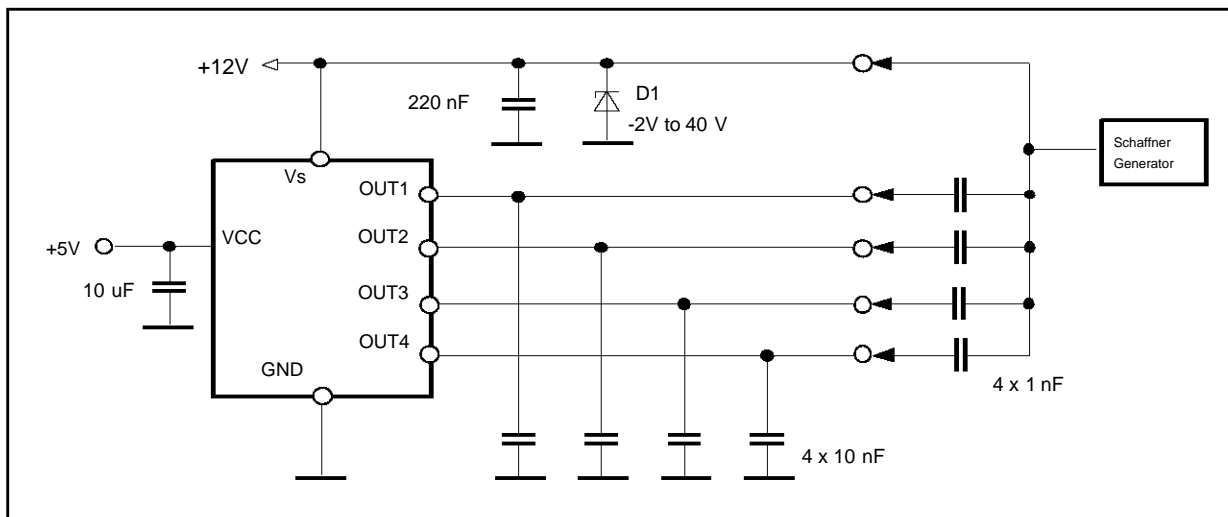 +12V
220 nF
D1
-2V to 40 V
Schaffner
Generator
Vs
OUT1
+5V
VCC
OUT2
10 uF
OUT3
OUT4
GND
4 x 1 nF
4 x 10 nF